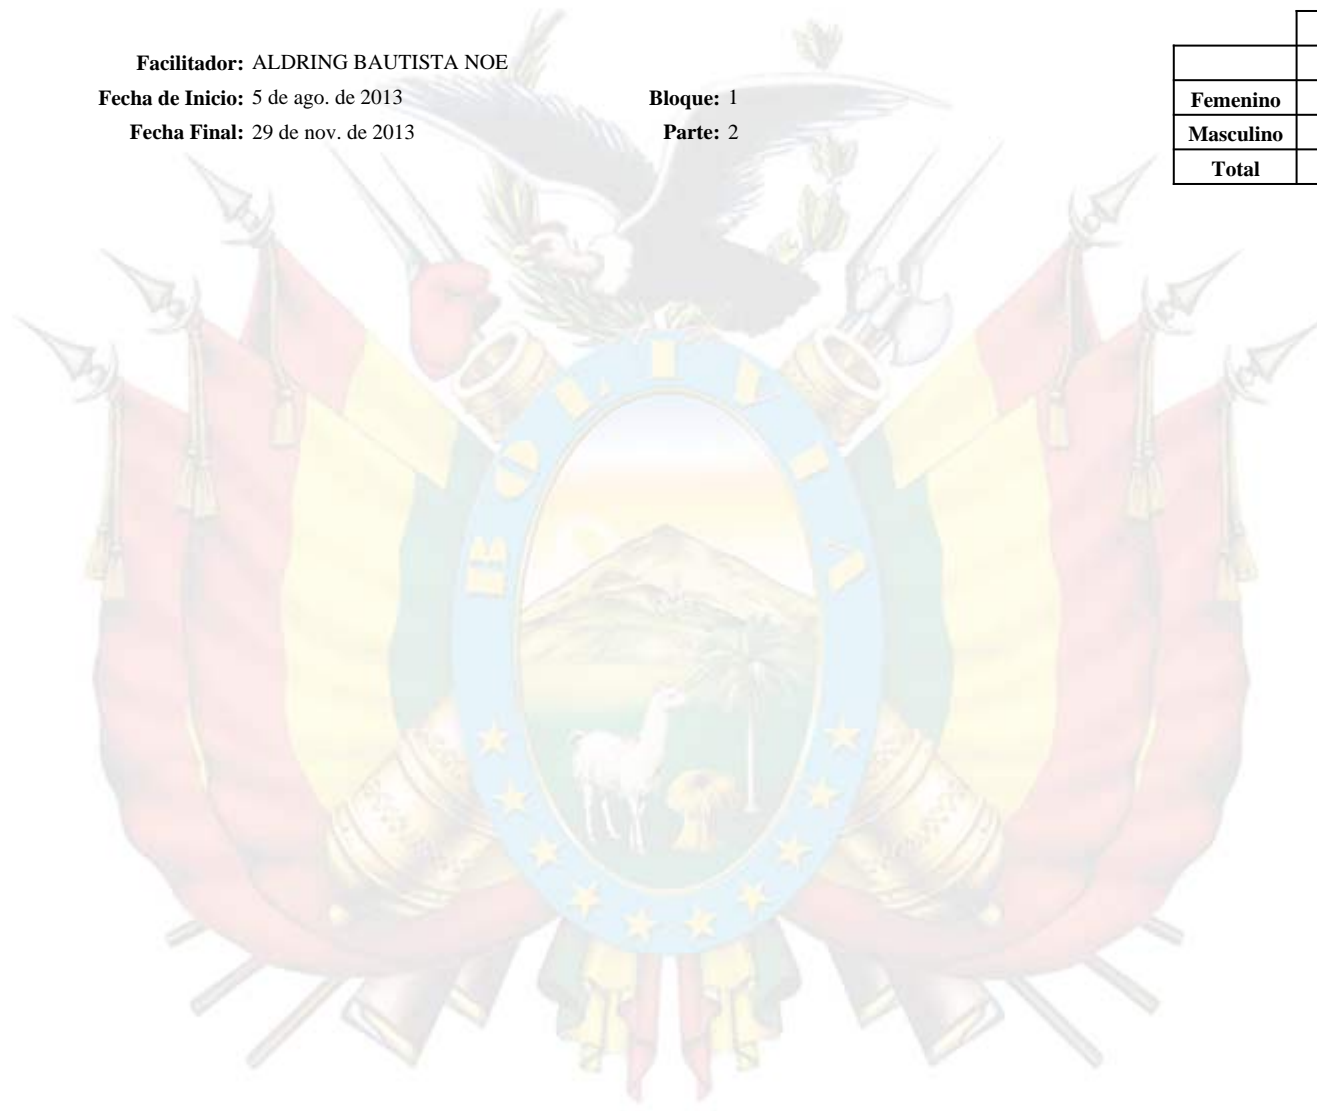 Facilitador: ALDRING BAUTISTA NOE
Fecha de Inicio: 5 de ago. de 2013 Bloque: 1
Fecha Final: 29 de nov. de 2013 Parte: 2
Femenino
Masculino
Total
BOLIVIA